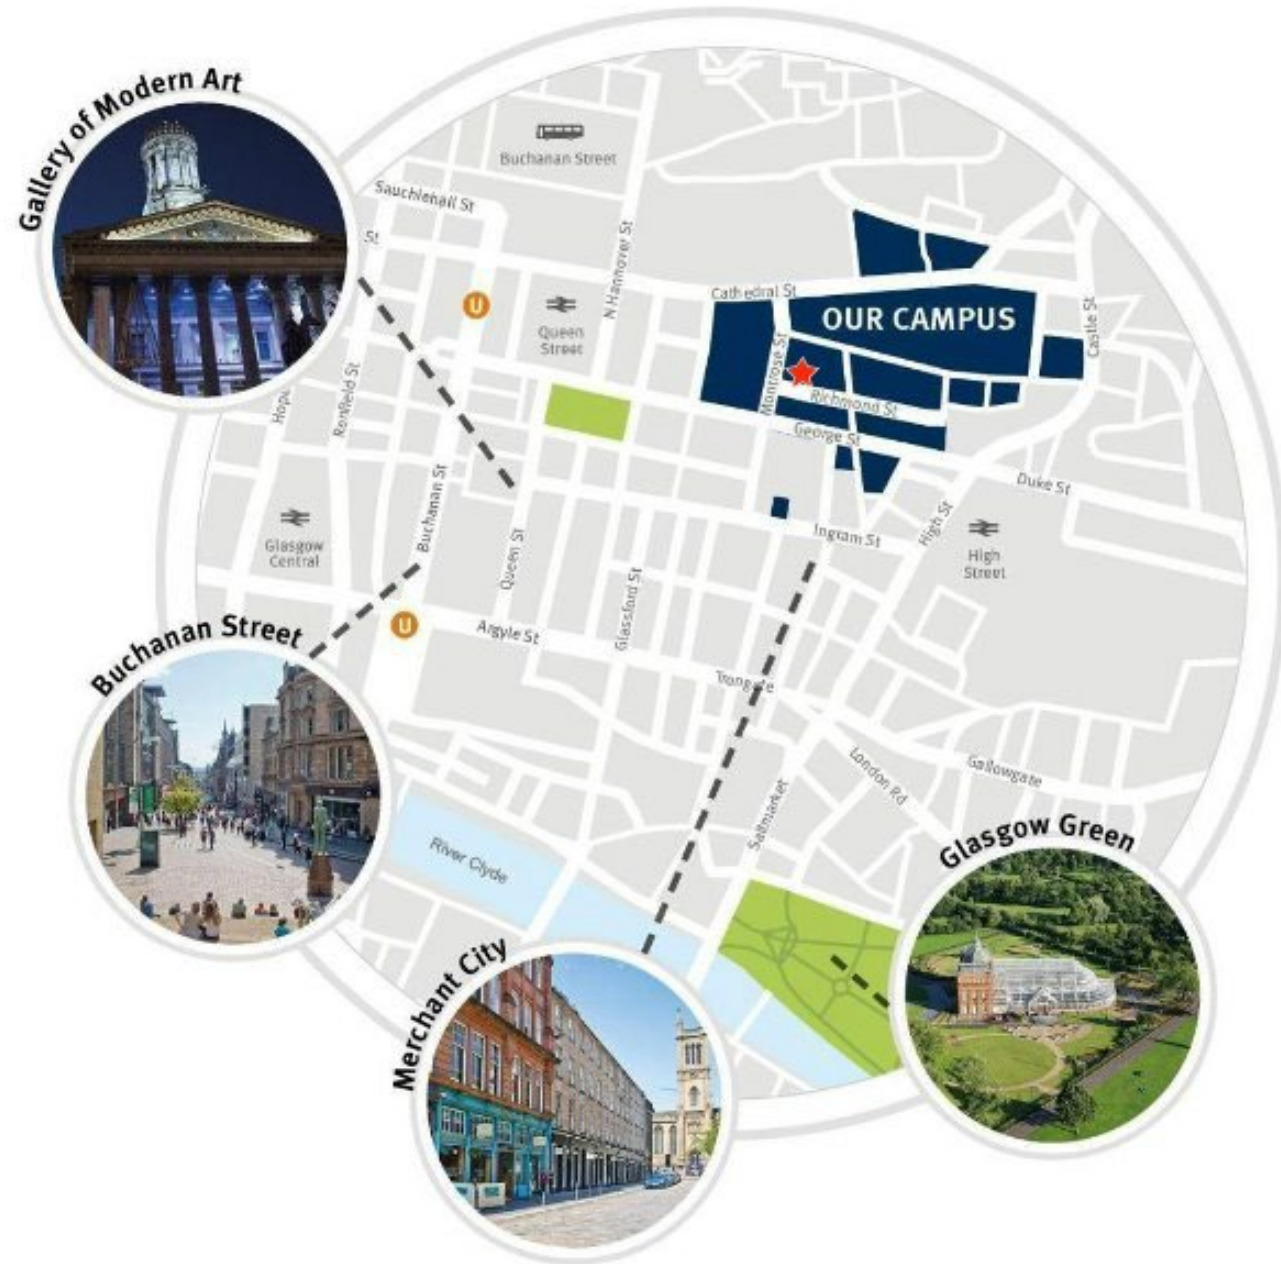 Gallery of Modern Art
Buchanan Street
Sauchiehall St
St
N Hannover St
Cathedral St
U
Queen
Street
OUR CAMPUS
Castle St
Montrose St
Richmond St
George St
Renfield St
Buchanan St
Duke St
Glasgow
Central
Queen St
Ingram St
High St
High
Street
Glassford St
U
Argyle St
Buchanan Street
Trongate
London Rd
Gallowgate
Saltmarket
River Clyde
Glasgow Green
Merchant City